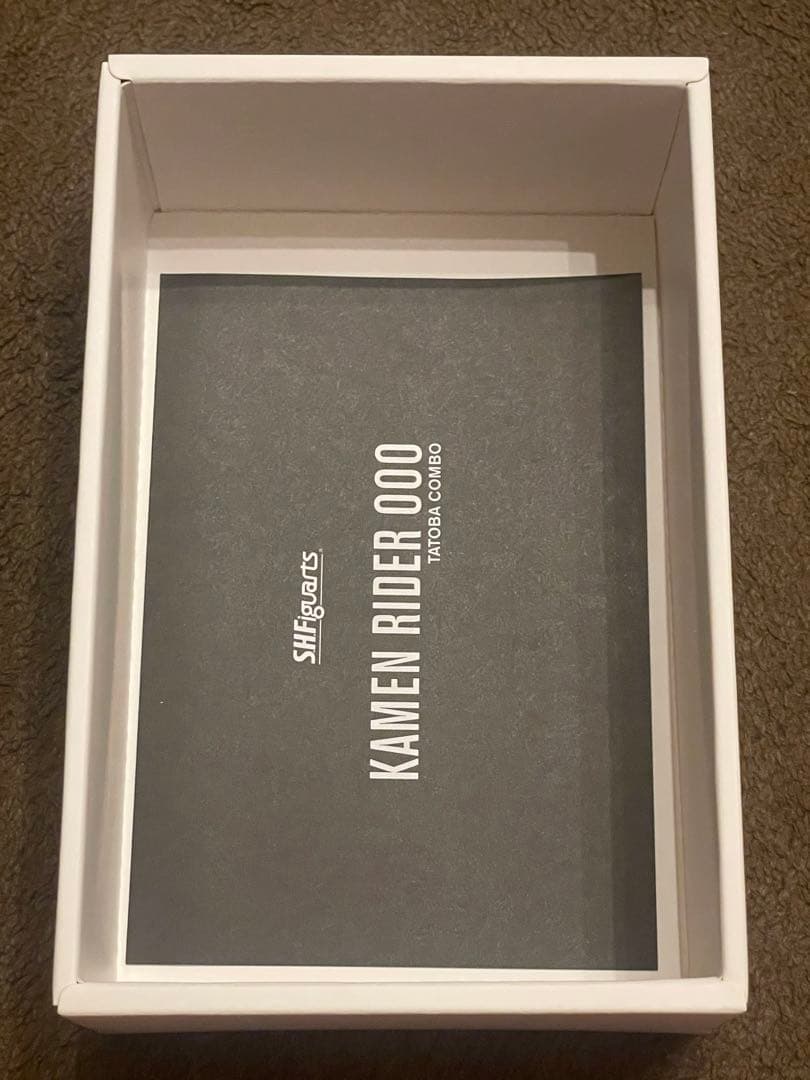 S.H.Figuarts
KAMEN RIDER OOO
TATOBA COMBO